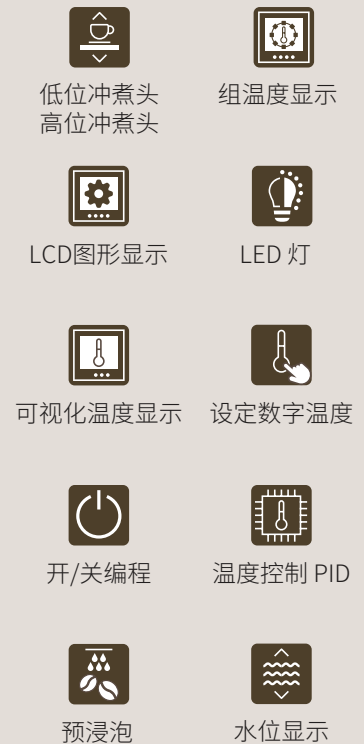 低位冲煮头
高位冲煮头
组温度显示
LCD图形显示
LED 灯
可视化温度显示
设定数字温度
开/关编程
温度控制 PID
预浸泡
水位显示